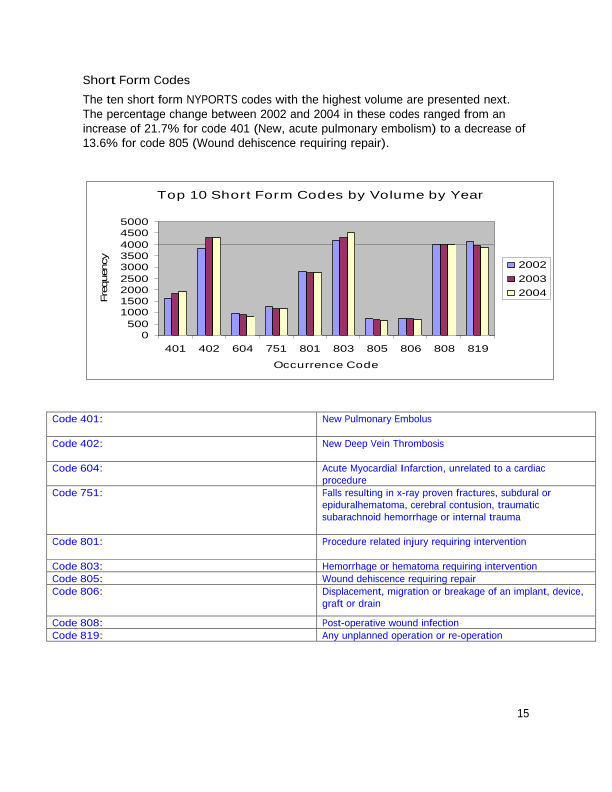 Short Form Codes
The ten short form NYPORTS codes with the highest volume are presented next.
The percentage change between 2002 and 2004 in these codes ranged from an
increase of 21.7% for code 401 (New, acute pulmonary embolism) to a decrease of
13.6% for code 805 (Wound dehiscence requiring repair).
Top 10 Short Form Codes by Volume by Year
5000
4500
4000
3500
3000
2500
2000
1500
1000
500
0
Frequency
401 402 604 751 801 803 805 806 808 819
Occurrence Code
2002
2003
2004
Code 401: New Pulmonary Embolus
Code 402: New Deep Vein Thrombosis
Code 604: Acute Myocardial Infarction, unrelated to a cardiac
procedure
Code 751: Falls resulting in x-ray proven fractures, subdural or
epiduralhematoma, cerebral contusion, traumatic
subarachnoid hemorrhage or internal trauma
Code 801: Procedure related injury requiring intervention
Code 803: Hemorrhage or hematoma requiring intervention
Code 805: Wound dehiscence requiring repair
Code 806: Displacement, migration or breakage of an implant, device,
graft or drain
Code 808: Post-operative wound infection
Code 819: Any unplanned operation or re-operation
15